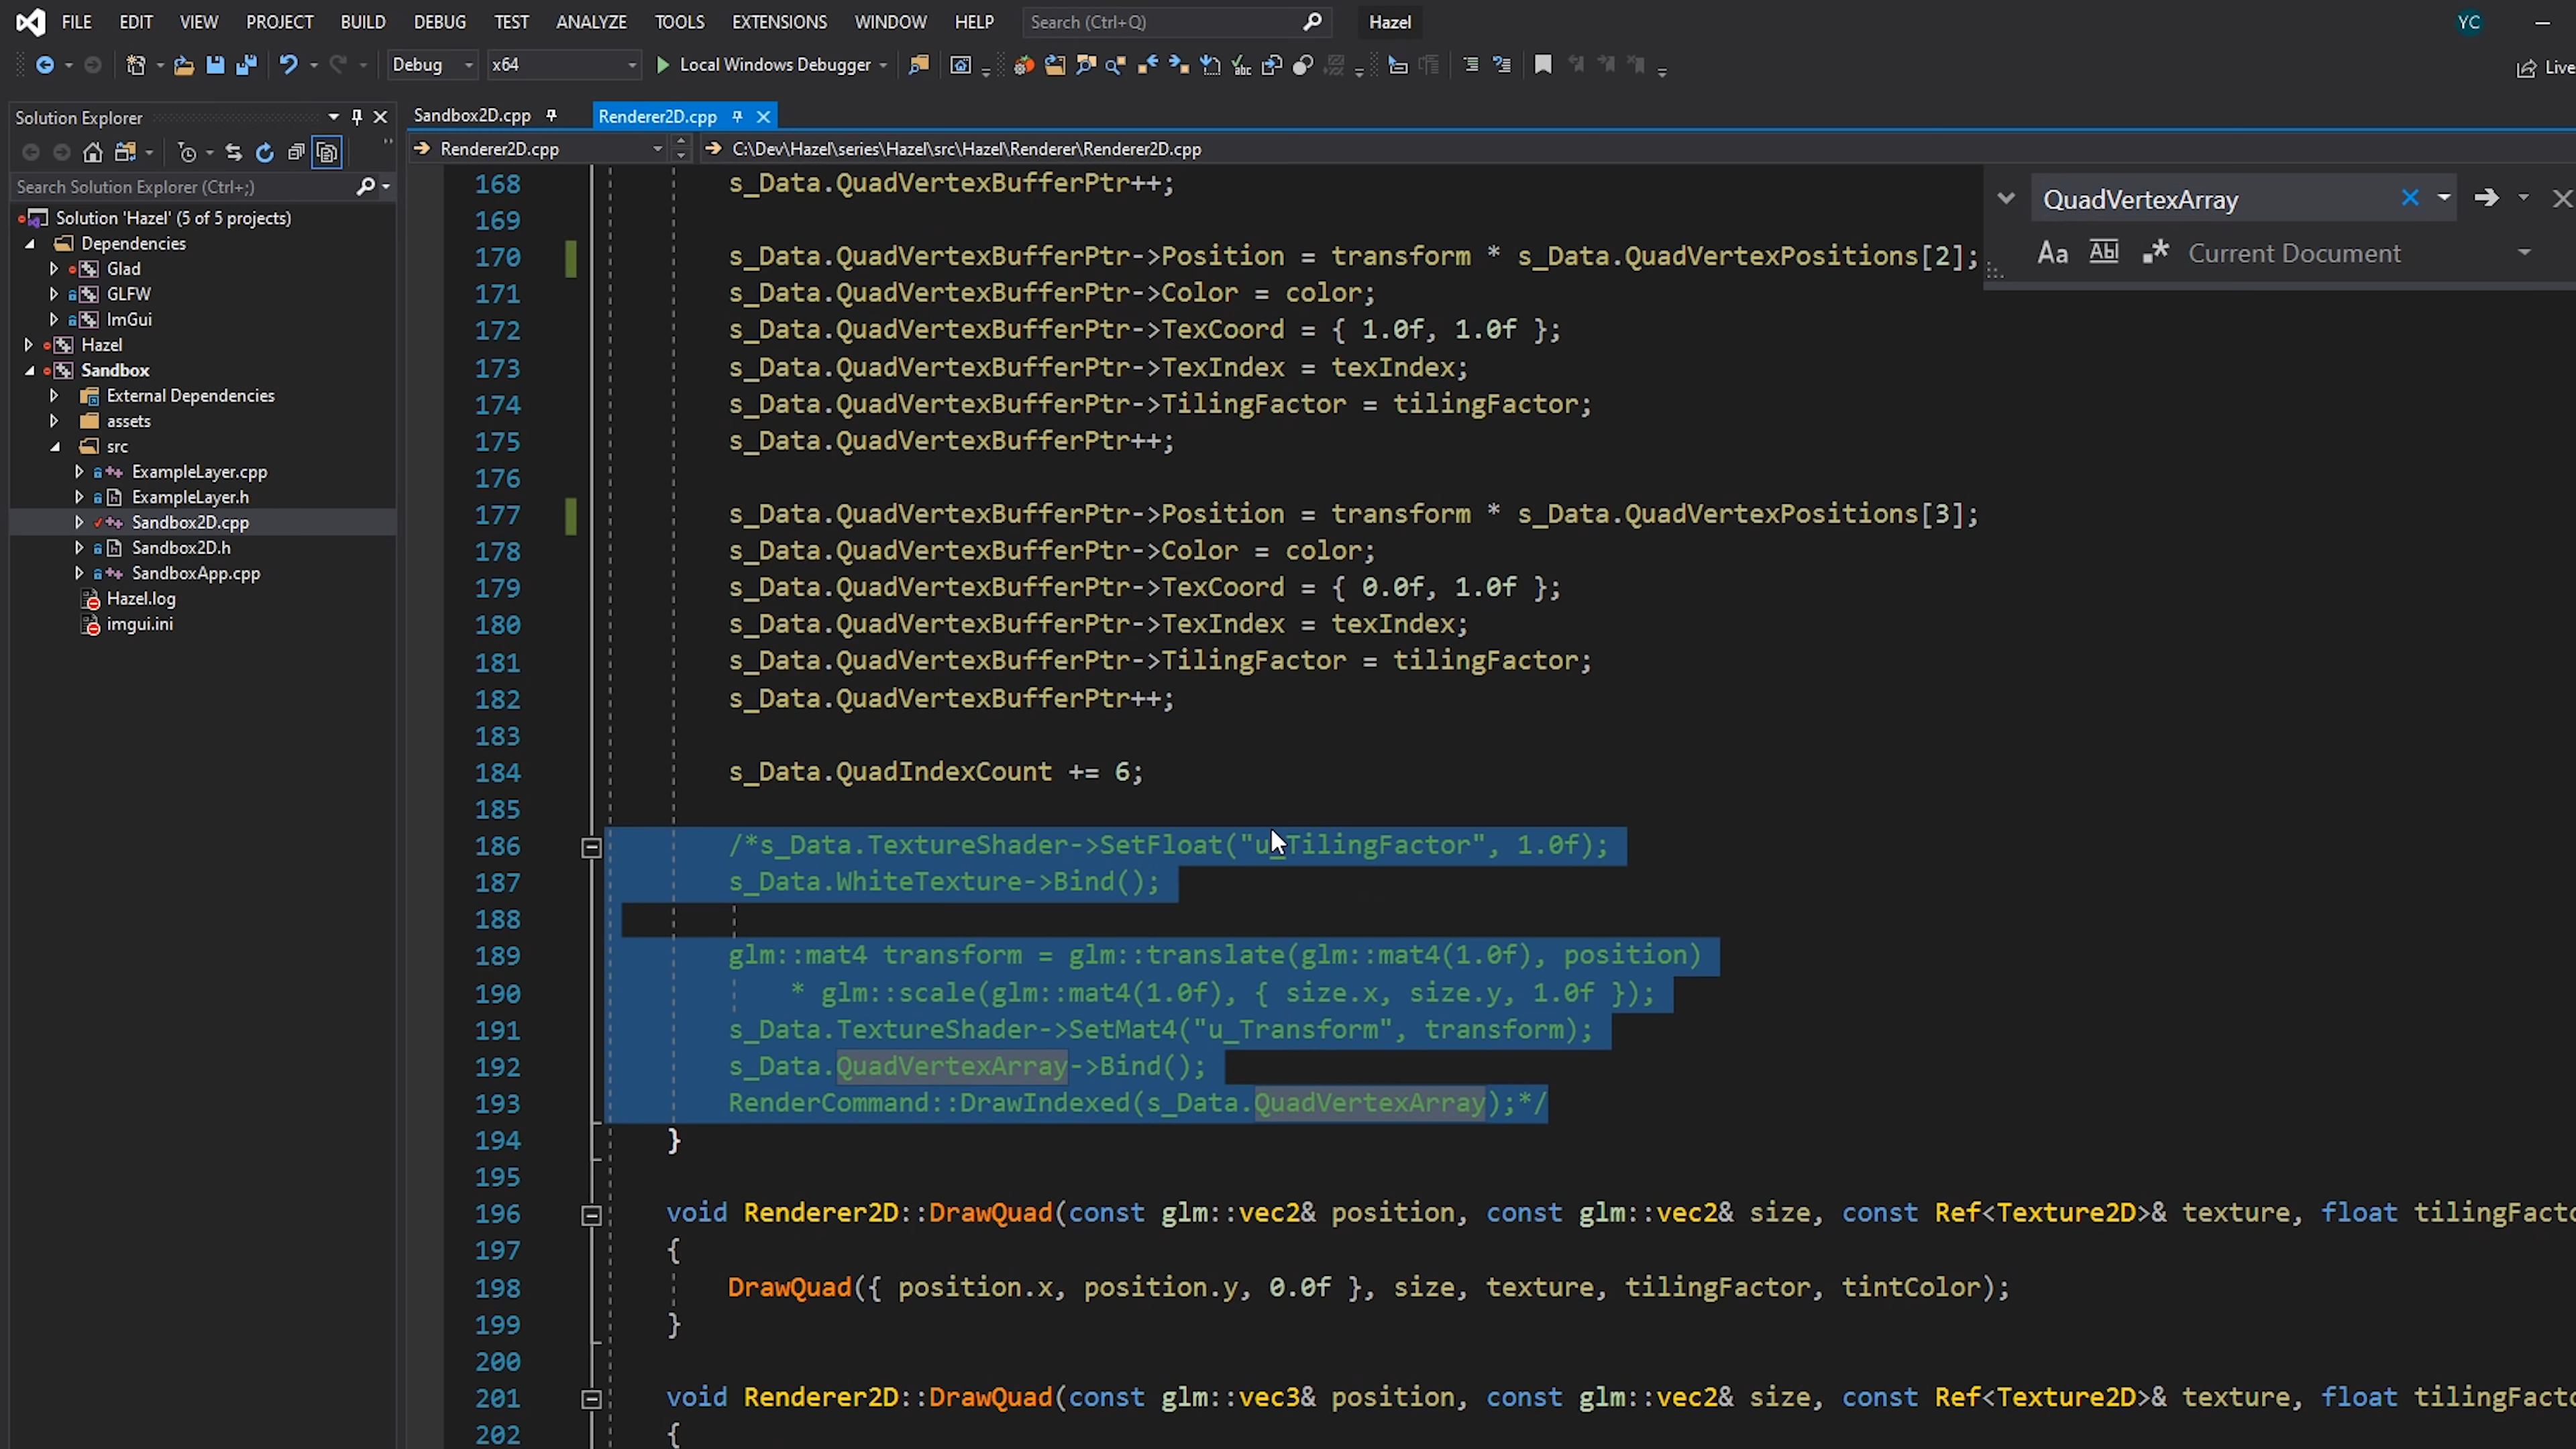 FILE EDIT VIEW PROJECT BUILD DEBUG TEST ANALYZE TOOLS EXTENSIONS WINDOW HELP Search (Ctrl+Q) Hazel YC
Debug x64 Local Windows Debugger Live
Solution Explorer
Search Solution Explorer (Ctrl+;)
Solution 'Hazel' (5 of 5 projects)
Dependencies
Glad
GLFW
ImGui
Hazel
Sandbox
External Dependencies
assets
src
ExampleLayer.cpp
ExampleLayer.h
Sandbox2D.cpp
Sandbox2D.h
SandboxApp.cpp
Hazel.log
imgui.ini
Sandbox2D.cpp Renderer2D.cpp
Renderer2D.cpp C:\Dev\Hazel\series\Hazel\src\Hazel\Renderer\Renderer2D.cpp
QuadVertexArray
Aa Abl .* Current Document
168 s_Data.QuadVertexBufferPtr++;
169
170 s_Data.QuadVertexBufferPtr->Position = transform * s_Data.QuadVertexPositions[2];
171 s_Data.QuadVertexBufferPtr->Color = color;
172 s_Data.QuadVertexBufferPtr->TexCoord = { 1.0f, 1.0f };
173 s_Data.QuadVertexBufferPtr->TexIndex = texIndex;
174 s_Data.QuadVertexBufferPtr->TilingFactor = tilingFactor;
175 s_Data.QuadVertexBufferPtr++;
176
177 s_Data.QuadVertexBufferPtr->Position = transform * s_Data.QuadVertexPositions[3];
178 s_Data.QuadVertexBufferPtr->Color = color;
179 s_Data.QuadVertexBufferPtr->TexCoord = { 0.0f, 1.0f };
180 s_Data.QuadVertexBufferPtr->TexIndex = texIndex;
181 s_Data.QuadVertexBufferPtr->TilingFactor = tilingFactor;
182 s_Data.QuadVertexBufferPtr++;
183
184 s_Data.QuadIndexCount += 6;
185
186 /*s_Data.TextureShader->SetFloat("u_TilingFactor", 1.0f);
187 s_Data.WhiteTexture->Bind();
188
189 glm::mat4 transform = glm::translate(glm::mat4(1.0f), position)
190 * glm::scale(glm::mat4(1.0f), { size.x, size.y, 1.0f });
191 s_Data.TextureShader->SetMat4("u_Transform", transform);
192 s_Data.QuadVertexArray->Bind();
193 RenderCommand::DrawIndexed(s_Data.QuadVertexArray);*/
194 }
195
196 void Renderer2D::DrawQuad(const glm::vec2& position, const glm::vec2& size, const Ref<Texture2D>& texture, float tilingFacto
197 {
198 DrawQuad({ position.x, position.y, 0.0f }, size, texture, tilingFactor, tintColor);
199 }
200
201 void Renderer2D::DrawQuad(const glm::vec3& position, const glm::vec2& size, const Ref<Texture2D>& texture, float tilingFacto
202 {